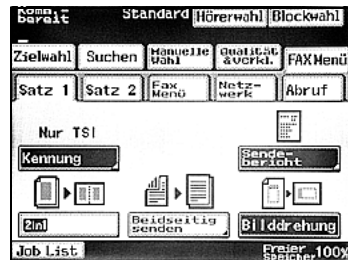 Komm.-
bereit Standard Hörerwahl Blockwahl
Zielwahl Suchen Manuelle Wahl Qualität &Verkl. FAX Menü
Satz 1 Satz 2 Fax Menü Netz-werk Abruf
Nur TSI
Kennung Sende-bericht
2in1 Beidseitig senden Bilddrehung
Job List Freier Speicher 100%